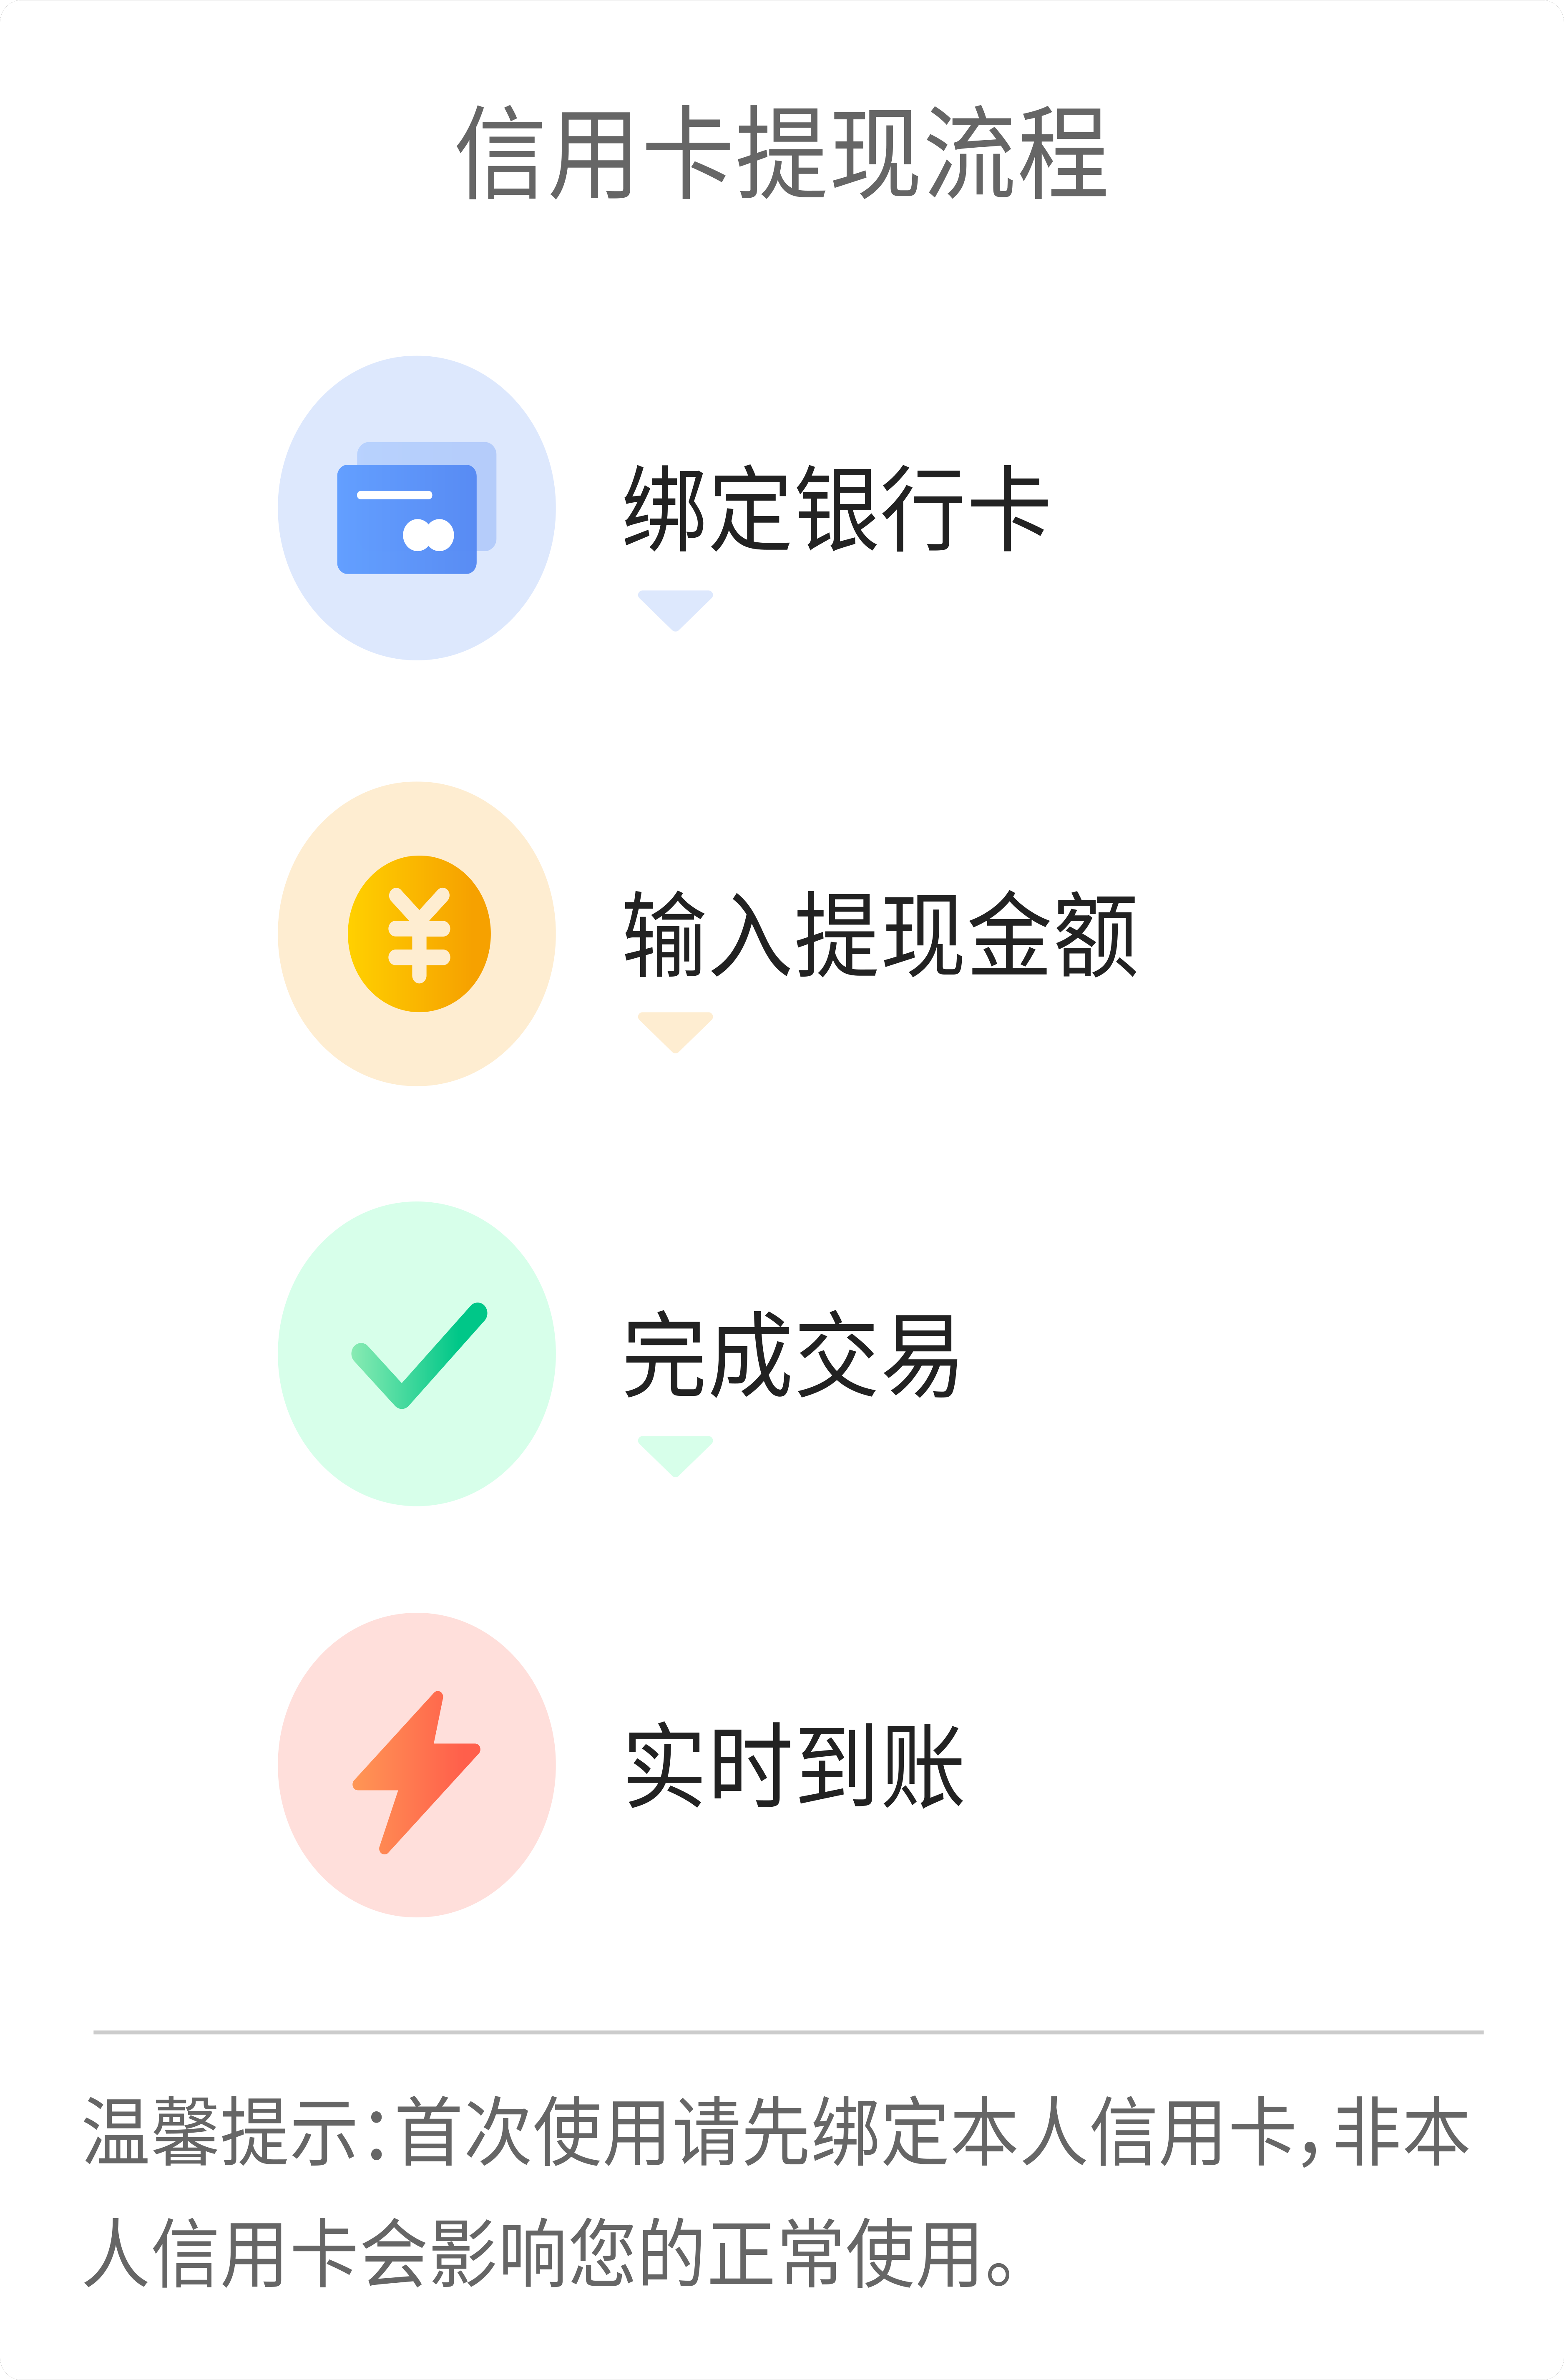 信用卡提现流程
绑定银行卡
输入提现金额
完成交易
实时到账
温馨提示:首次使用请先绑定本人信用卡,非本
人信用卡会影响您的正常使用。